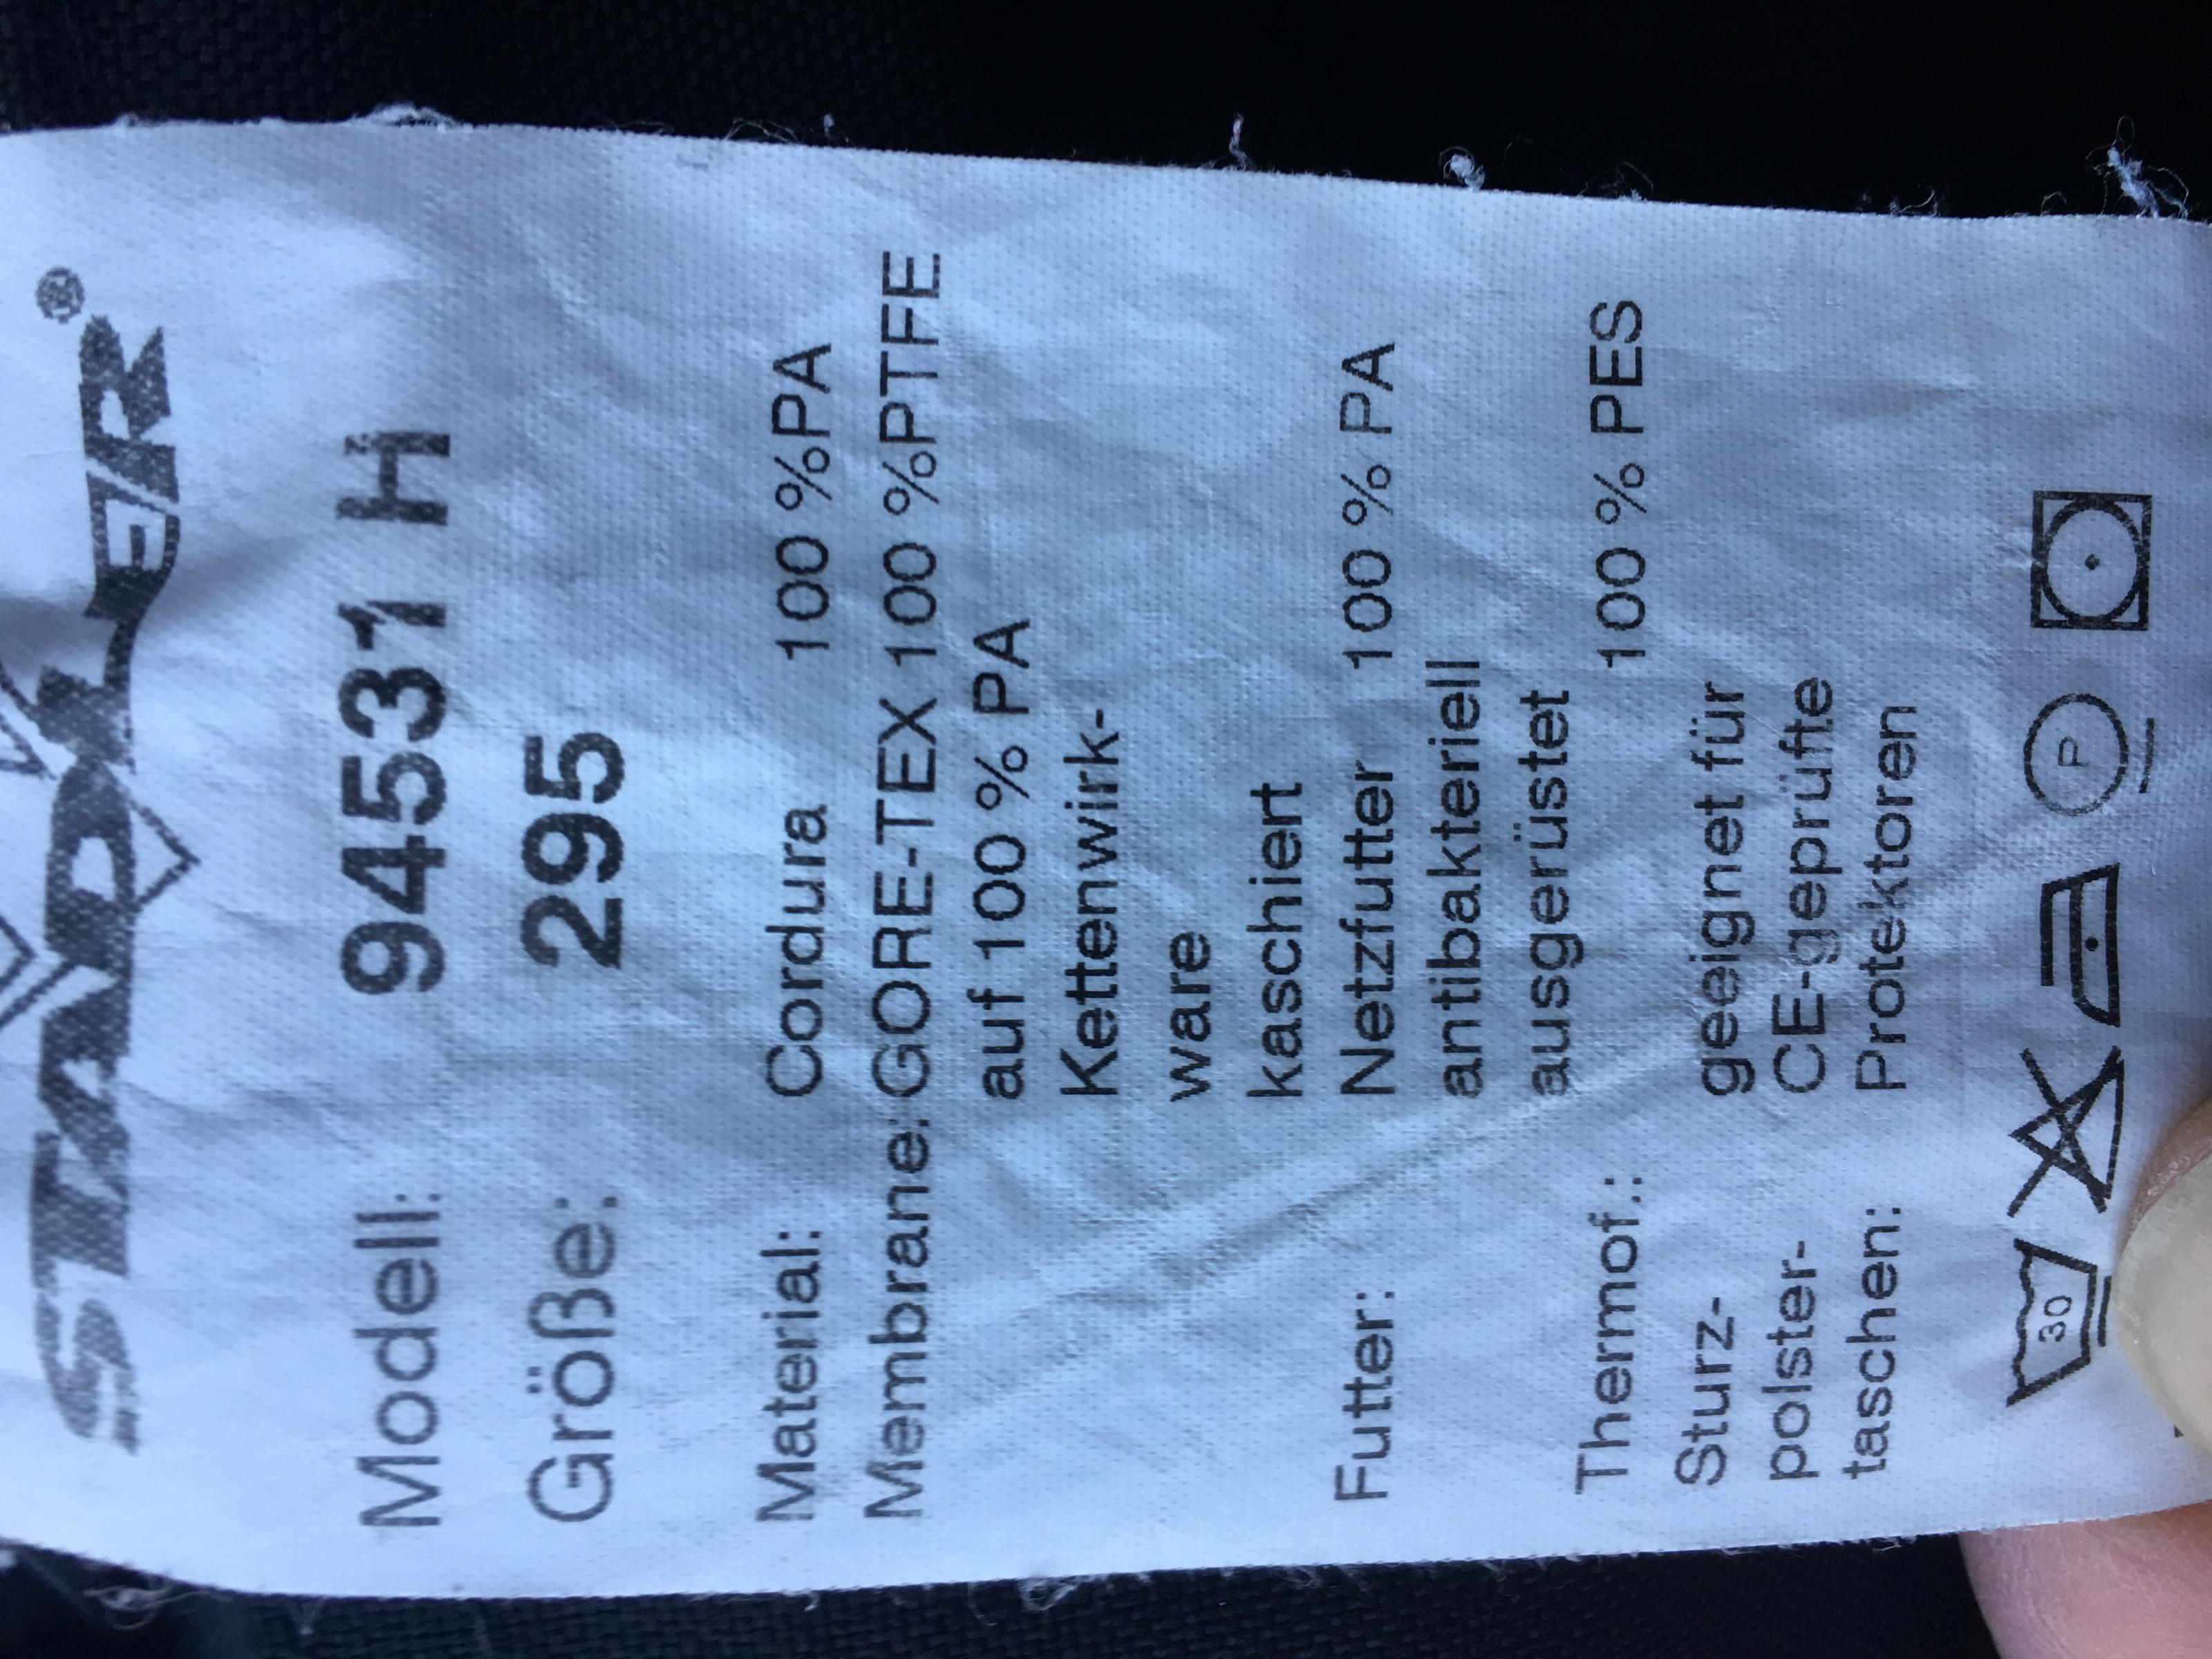 STADLER®
Modell: 94531 H
Größe: 295
Material: Cordura 100 %PA
Membrane: GORE-TEX 100 %PTFE
auf 100 % PA
Kettenwirk-
ware
kaschiert
Futter: Netzfutter 100 % PA
antibakteriell
ausgerüstet
Thermof.: 100 % PES
Sturz- geeignet für
polster- CE-geprüfte
taschen: Protektoren
30 P